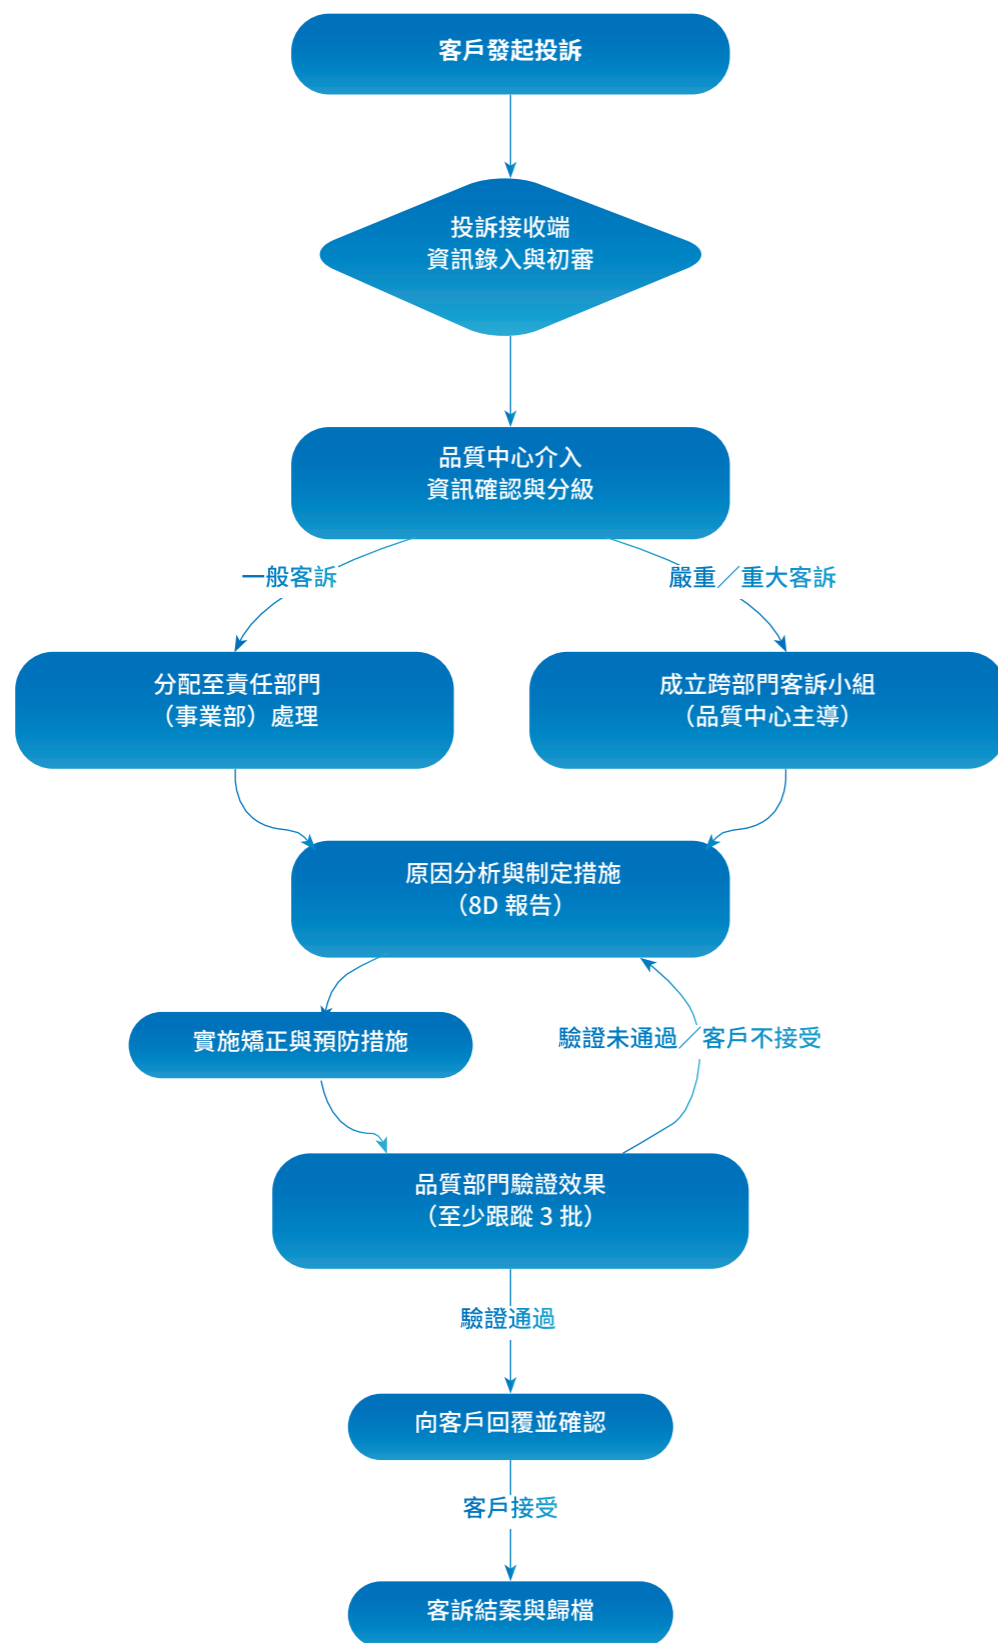 客戶發起投訴
投訴接收端
資訊錄入與初審
品質中心介入
資訊確認與分級
一般客訴
嚴重／重大客訴
分配至責任部門
（事業部）處理
成立跨部門客訴小組
（品質中心主導）
原因分析與制定措施
（8D 報告）
實施矯正與預防措施
驗證未通過／客戶不接受
品質部門驗證效果
（至少跟蹤 3 批）
驗證通過
向客戶回覆並確認
客戶接受
客訴結案與歸檔